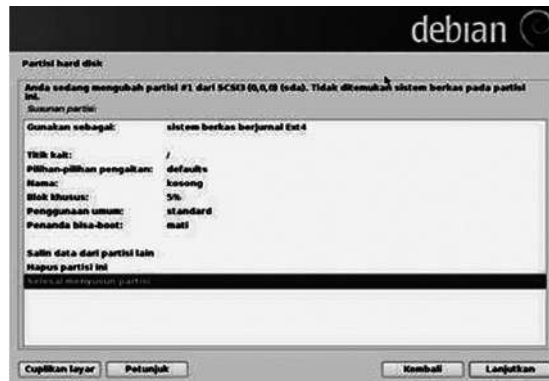 debian
Partisi hard disk
Anda sedang mengubah partisi #1 dari SCSI3 (0,0,0) (sda). Tidak ditemukan sistem berkas pada partisi
ini.
Susunan partisi:
Gunakan sebagai: sistem berkas berjurnal Ext4
Titik kait: /
Pilihan-pilihan pengaitan: defaults
Nama: kosong
Blok khusus: 5%
Penggunaan umum: standard
Penanda bisa-boot: mati
Salin data dari partisi lain
Hapus partisi ini
Selesai menyusun partisi
Cuplikan layar Petunjuk Kembali Lanjutkan